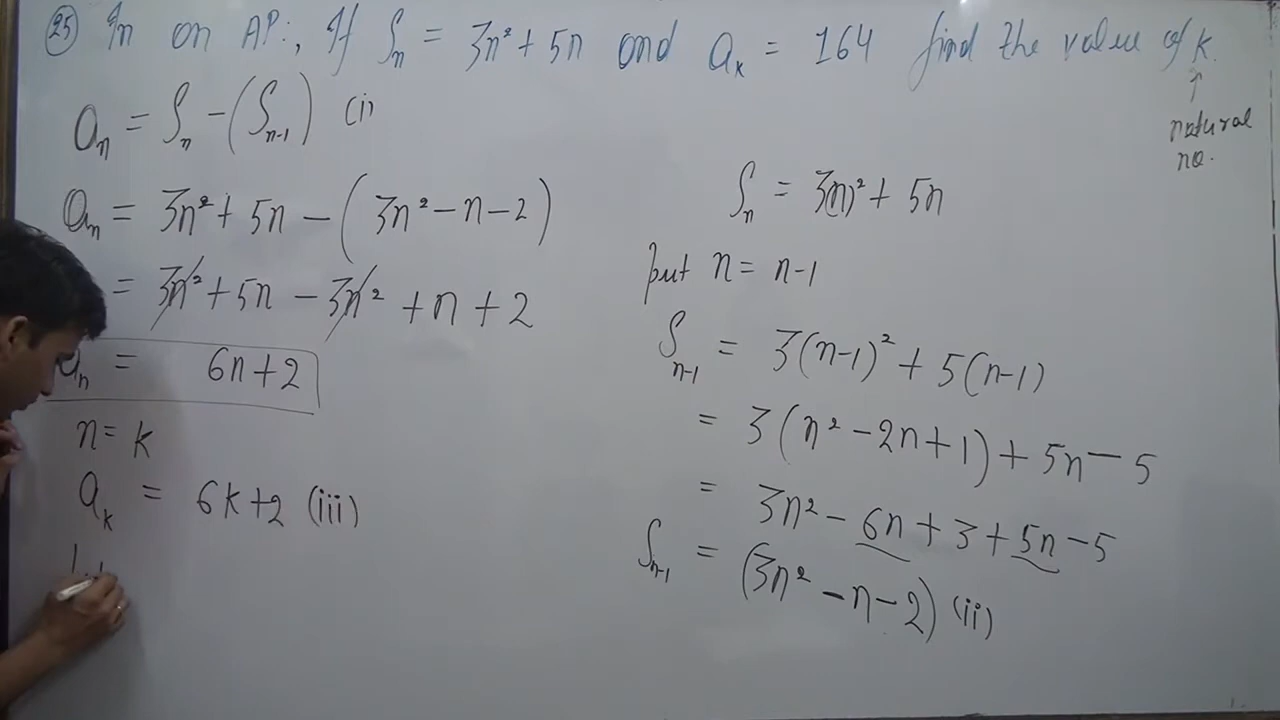 25 In on AP:, If Sₙ = 3n² + 5n and aₖ = 164 find the value of k.
↑
natural
no.
aₙ = Sₙ - (Sₙ₋₁) (i)
aₙ = 3n² + 5n - (3n² - n - 2)
= 3n² + 5n - 3n² + n + 2
aₙ = 6n + 2
n = k
aₖ = 6k + 2 (iii)
Sₙ = 3(n)² + 5n
put n = n-1
Sₙ₋₁ = 3(n-1)² + 5(n-1)
= 3(n² - 2n + 1) + 5n - 5
= 3n² - 6n + 3 + 5n - 5
Sₙ₋₁ = (3n² - n - 2) (ii)